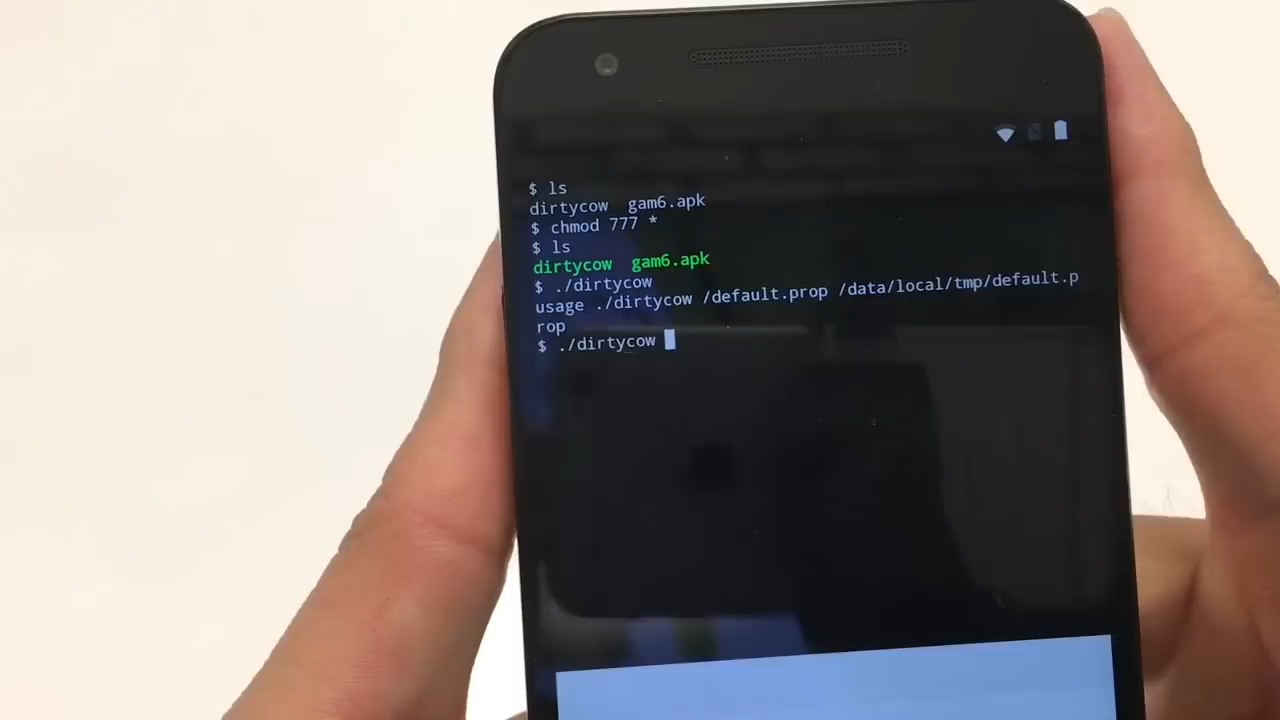 $ ls
dirtycow  gam6.apk
$ chmod 777 *
$ ls
dirtycow  gam6.apk
$ ./dirtycow
usage ./dirtycow /default.prop /data/local/tmp/default.p
rop
$ ./dirtycow